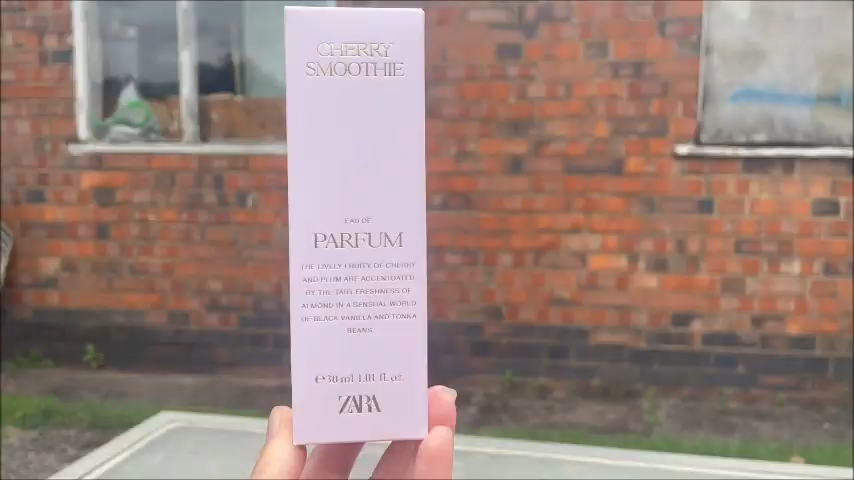 CHERRY
SMOOTHIE
EAU DE
PARFUM
THE LIVELY FRUITY OF CHERRY
AND PLUM ARE ACCENTUATED
BY THE TART FRESHNESS OF
ALMOND IN A SENSUAL WORLD
OF BLACK VANILLA AND TONKA
BEANS
℮30 ml 1.01 fl. oz.
ZARA